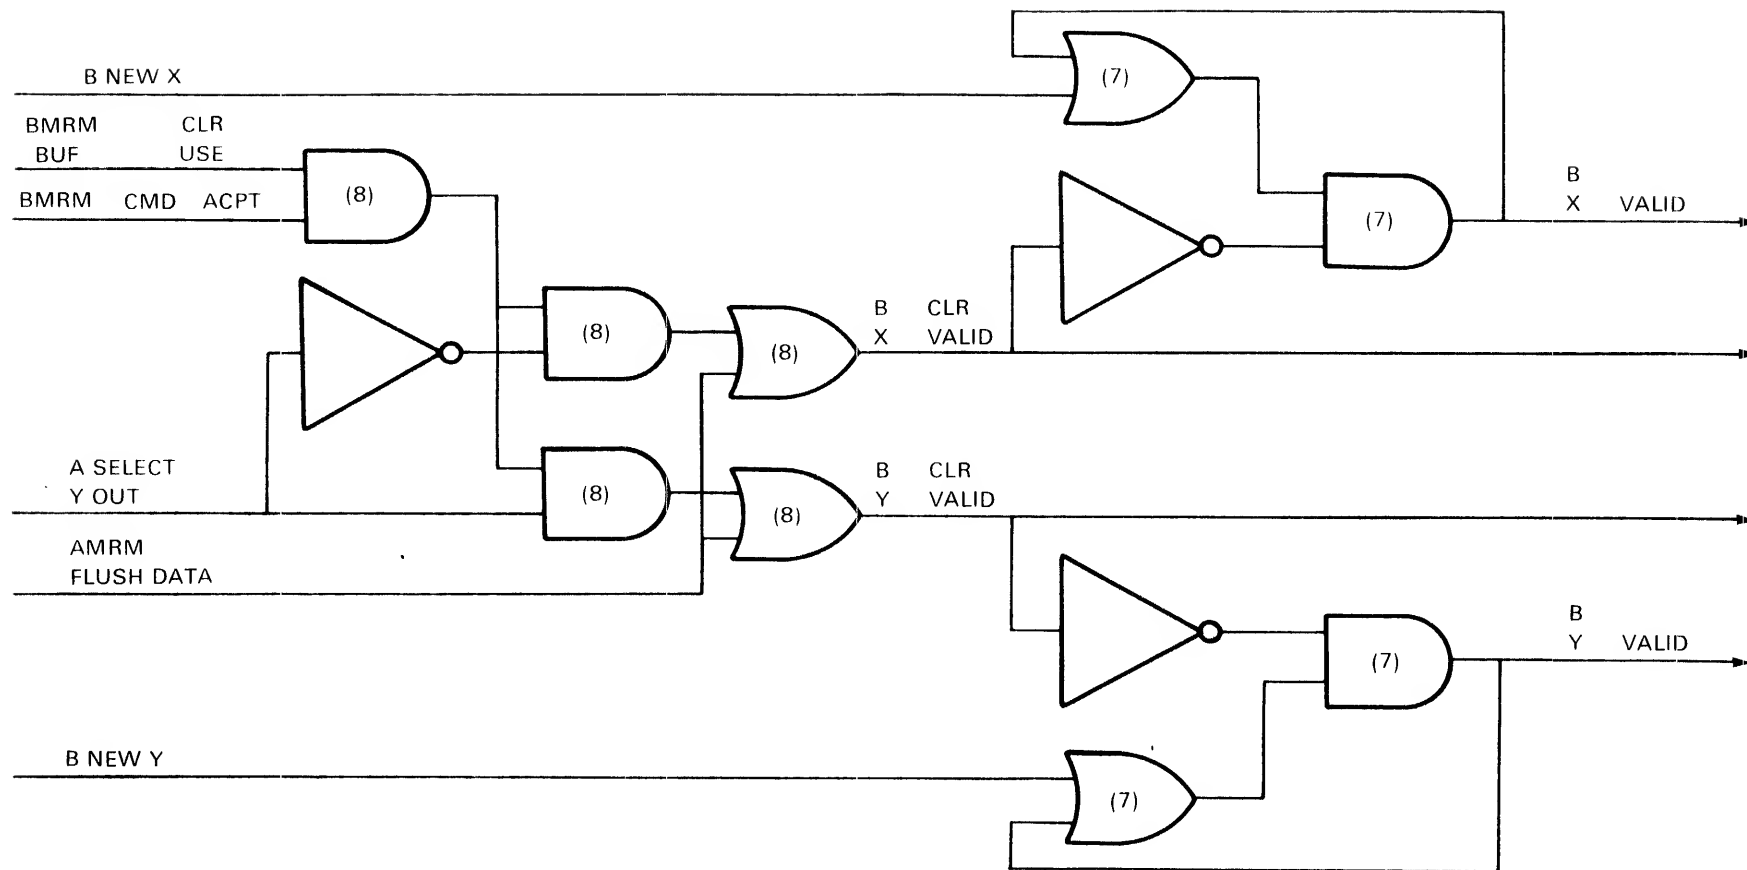 B NEW X
BMRM CLR
BUF USE
BMRM CMD ACPT
(8)
(7)
B
X VALID
(7)
(8)
(8)
B CLR
X VALID
A SELECT
Y OUT
(8)
(8)
B CLR
Y VALID
AMRM
FLUSH DATA
B
Y VALID
(7)
B NEW Y
(7)